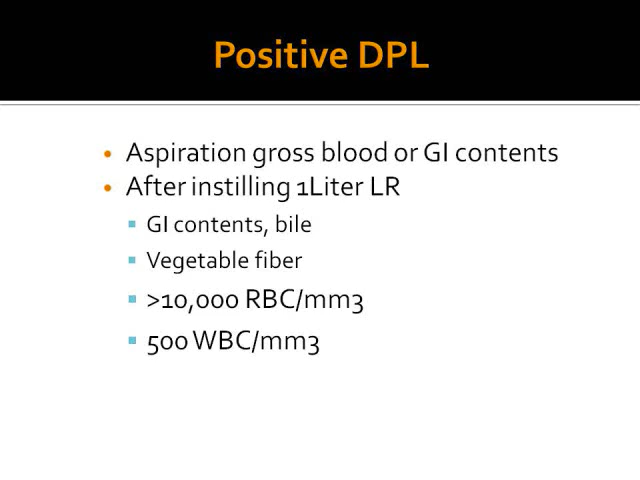 Positive DPL
• Aspiration gross blood or GI contents
• After instilling 1Liter LR
▪ GI contents, bile
▪ Vegetable fiber
▪ >10,000 RBC/mm3
▪ 500 WBC/mm3